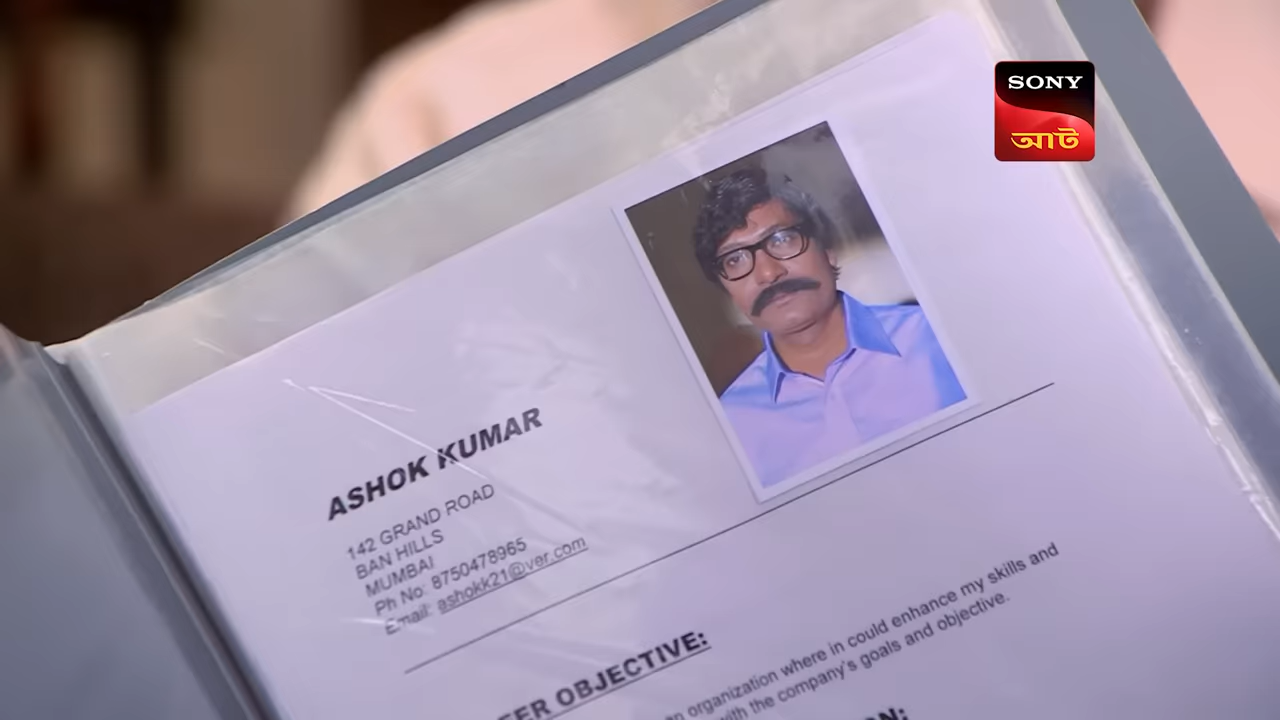 SONY
আট
ASHOK KUMAR
142 GRAND ROAD
BAN HILLS
MUMBAI
Ph No: 8750478965
Email: ashokk21@ver.com
OBJECTIVE:
organization where in could enhance my skills and
with the company's goals and objective.